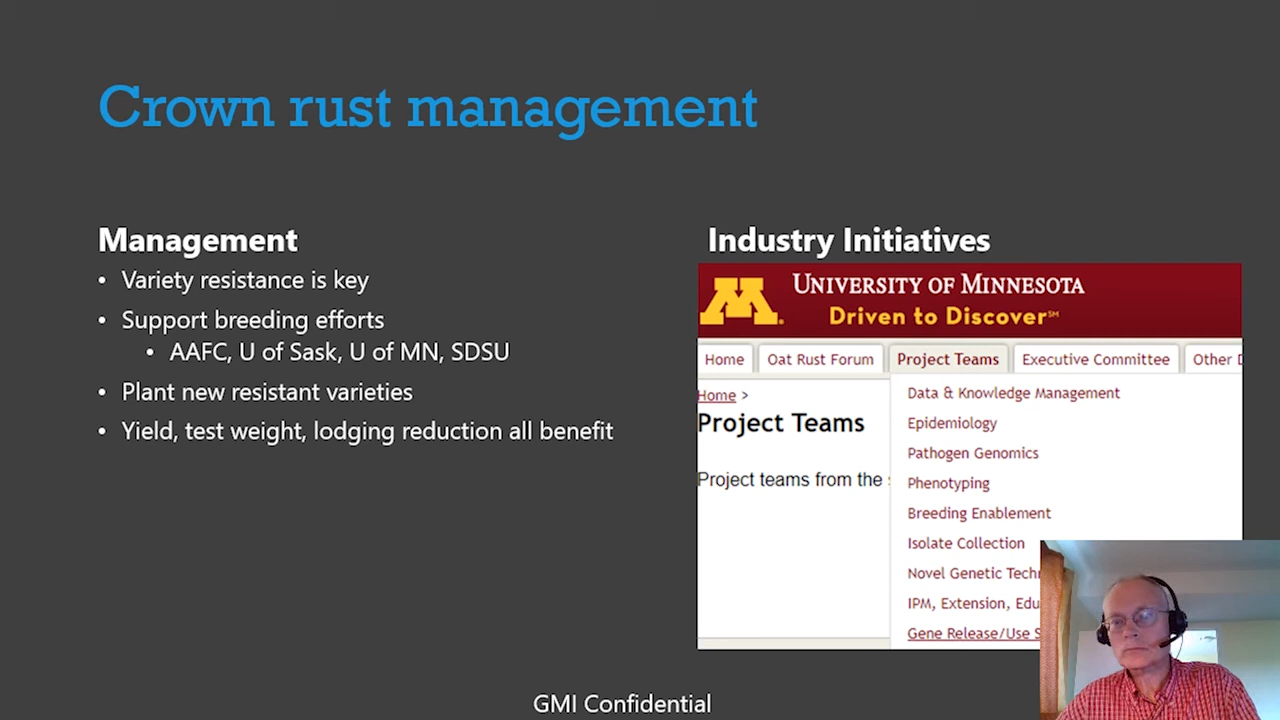 Crown rust management
Management
• Variety resistance is key
• Support breeding efforts
• AAFC, U of Sask, U of MN, SDSU
• Plant new resistant varieties
• Yield, test weight, lodging reduction all benefit
Industry Initiatives
M
UNIVERSITY OF MINNESOTA
Driven to Discover℠
Home Oat Rust Forum Project Teams Executive Committee Other
Home >
Project Teams
Project teams from the
Data & Knowledge Management
Epidemiology
Pathogen Genomics
Phenotyping
Breeding Enablement
Isolate Collection
Novel Genetic
IPM, Extension,
Gene Release/Use
GMI Confidential